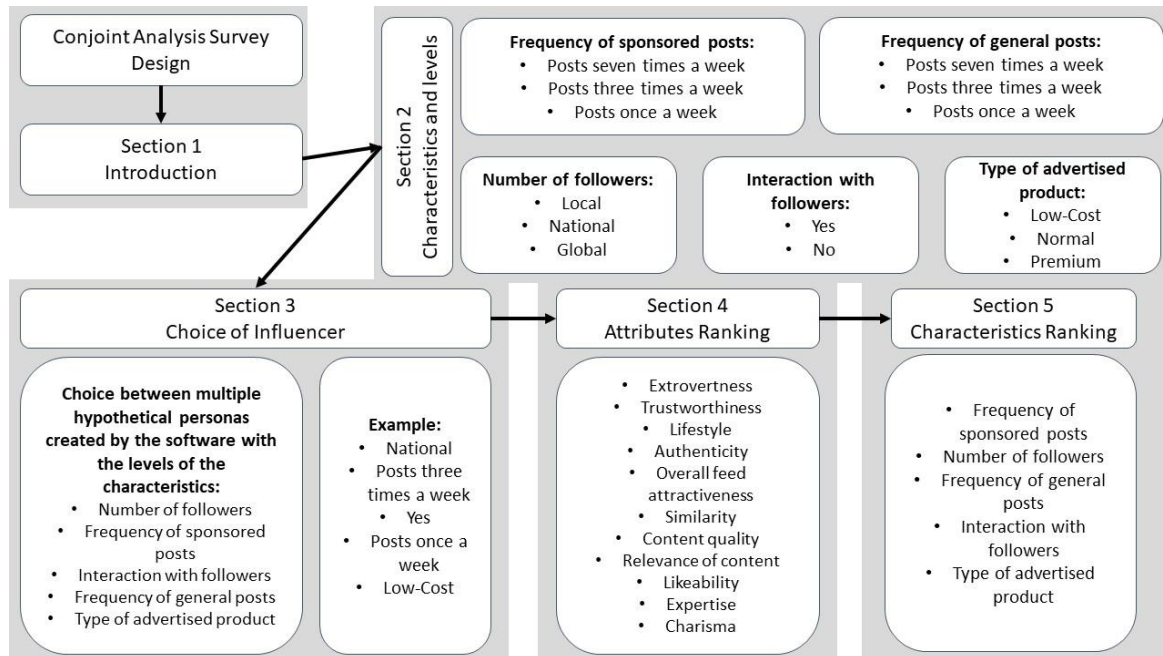 Conjoint Analysis Survey
Design
Section 1
Introduction
Section 2
Characteristics and levels
Frequency of sponsored posts:
• Posts seven times a week
• Posts three times a week
• Posts once a week
Frequency of general posts:
• Posts seven times a week
• Posts three times a week
• Posts once a week
Number of followers:
• Local
• National
• Global
Interaction with
followers:
• Yes
• No
Type of advertised
product:
• Low-Cost
• Normal
• Premium
Section 3
Choice of Influencer
Choice between multiple
hypothetical personas
created by the software with
the levels of the
characteristics:
• Number of followers
• Frequency of sponsored
posts
• Interaction with followers
• Frequency of general posts
• Type of advertised product
Example:
• National
• Posts three
times a week
• Yes
• Posts once a
week
• Low-Cost
Section 4
Attributes Ranking
• Extrovertness
• Trustworthiness
• Lifestyle
• Authenticity
• Overall feed
attractiveness
• Similarity
• Content quality
• Relevance of content
• Likeability
• Expertise
• Charisma
Section 5
Characteristics Ranking
• Frequency of
sponsored posts
• Number of followers
• Frequency of general
posts
• Interaction with
followers
• Type of advertised
product